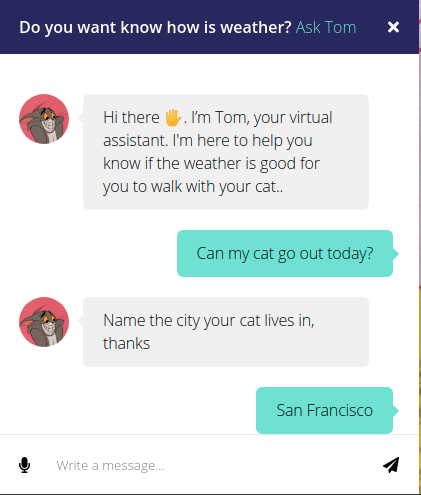 Do you want know how is weather? Ask Tom
Hi there 🖐. I’m Tom, your virtual
assistant. I'm here to help you
know if the weather is good for
you to walk with your cat..
Can my cat go out today?
Name the city your cat lives in,
thanks
San Francisco
Write a message...